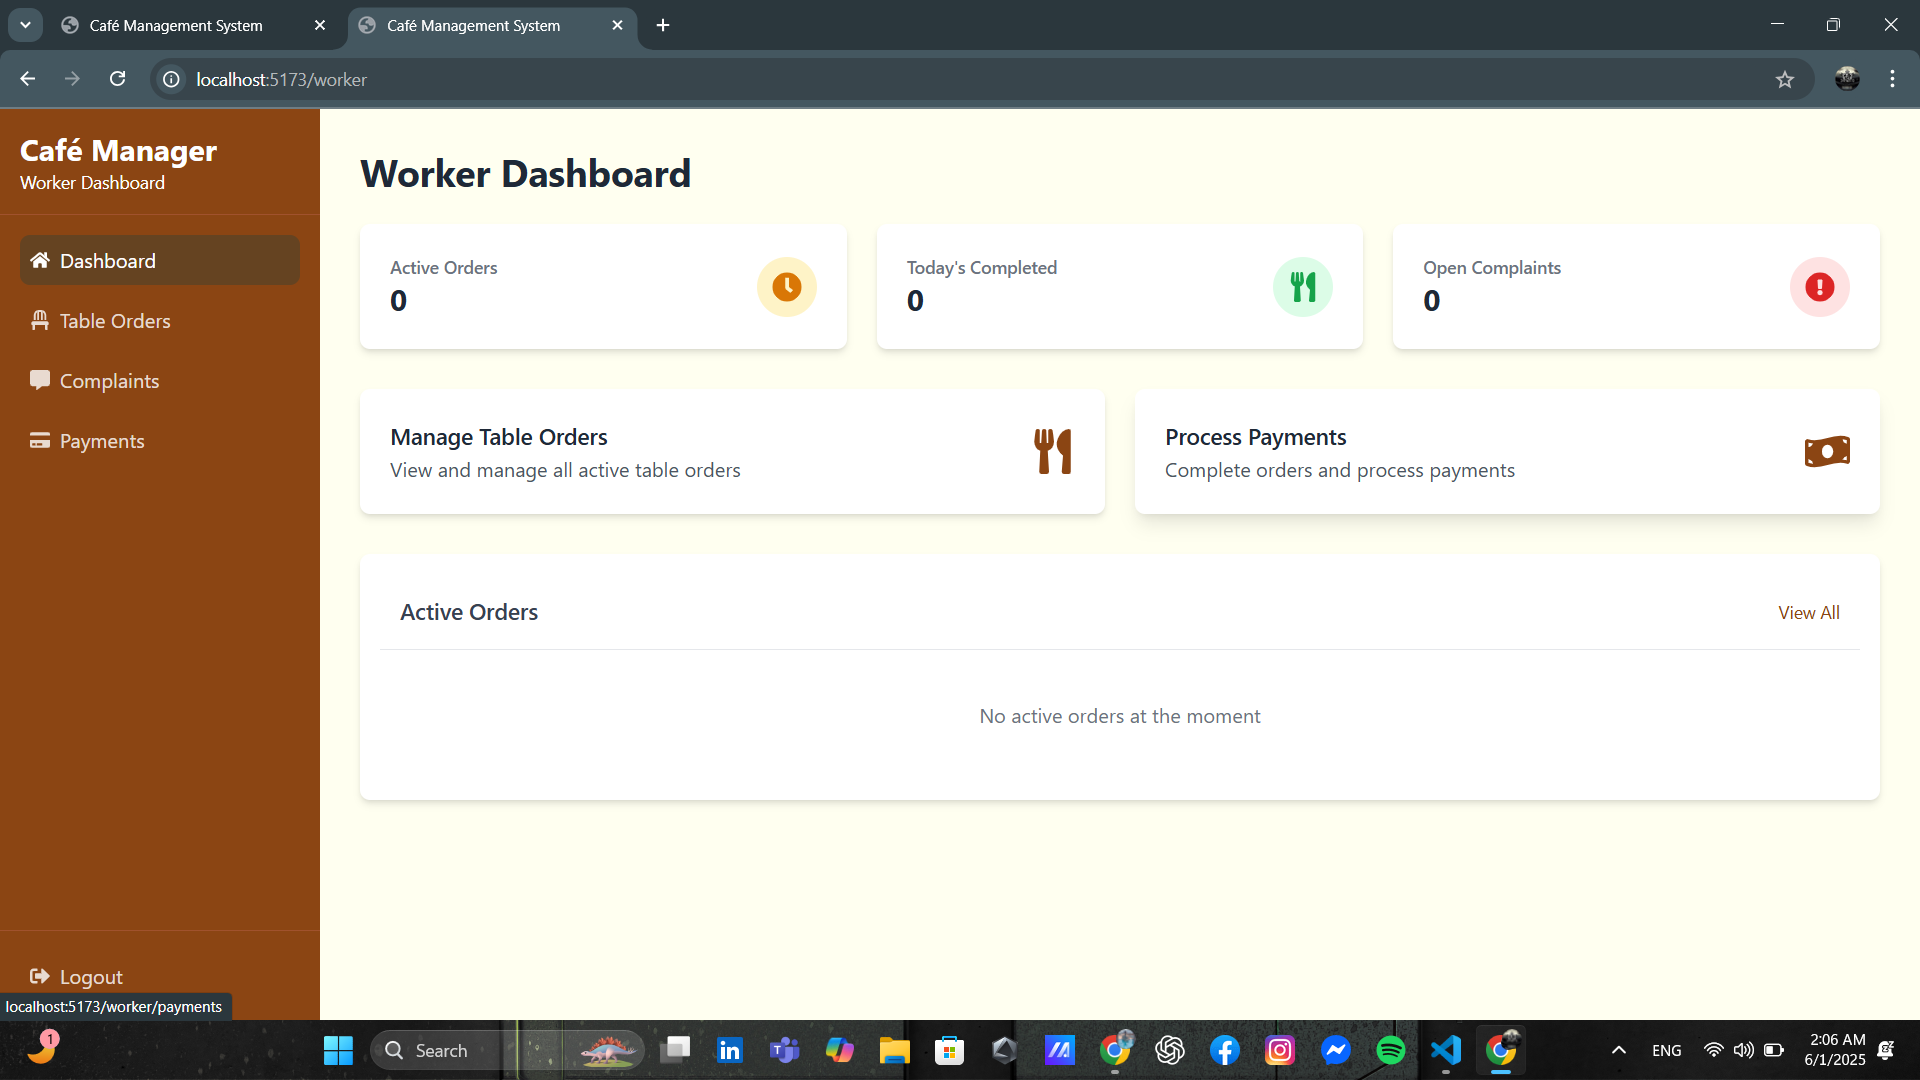 Café Management System
Café Management System
localhost:5173/worker
Café Manager
Worker Dashboard
Dashboard
Table Orders
Complaints
Payments
Logout
localhost:5173/worker/payments
Worker Dashboard
Active Orders
0
Today's Completed
0
Open Complaints
0
Manage Table Orders
View and manage all active table orders
Process Payments
Complete orders and process payments
Active Orders
View All
No active orders at the moment
1
Search
ENG
2:06 AM
6/1/2025